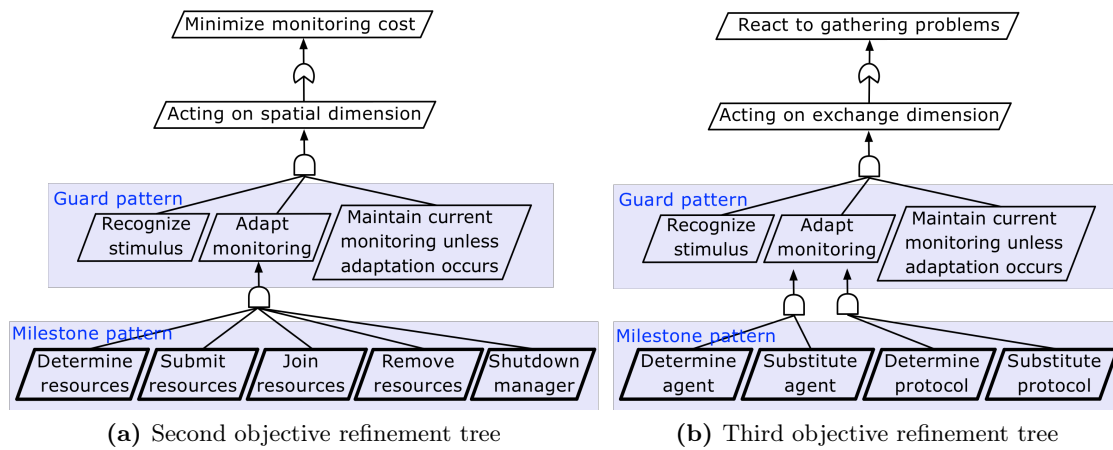 Minimize monitoring cost
Acting on spatial dimension
Guard pattern
Recognize
stimulus
Adapt
monitoring
Maintain current
monitoring unless
adaptation occurs
Milestone pattern
Determine
resources
Submit
resources
Join
resources
Remove
resources
Shutdown
manager
(a) Second objective refinement tree
React to gathering problems
Acting on exchange dimension
Guard pattern
Recognize
stimulus
Adapt
monitoring
Maintain current
monitoring unless
adaptation occurs
Milestone pattern
Determine
agent
Substitute
agent
Determine
protocol
Substitute
protocol
(b) Third objective refinement tree